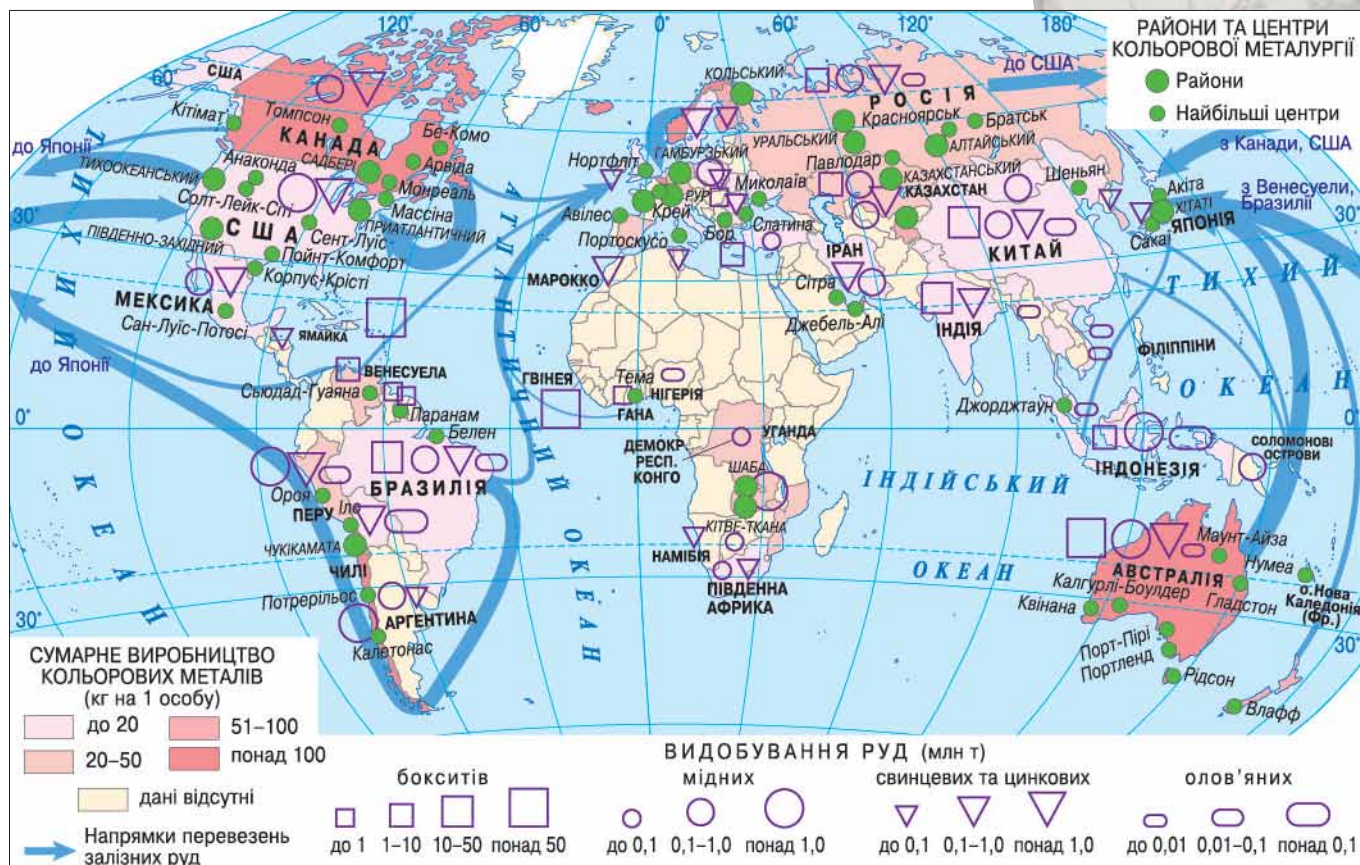 РАЙОНИ ТА ЦЕНТРИ
КОЛЬОРОВОЇ МЕТАЛУРГІЇ
Райони
Найбільші центри
120°
60°
0°
60°
120°
180°
60°
США
Кітімат
Томпсон
КАНАДА
САДБЕРІ
Бе-Комо
Арвіда
Монреаль
Массіна
до Японії
ТИХООКЕАНСЬКИЙ
Анаконда
Солт-Лейк-Сіті
30°
США
ПІВДЕННО-ЗАХІДНИЙ
ПРИАТЛАНТИЧНИЙ
Сент-Луїс
Пойнт-Комфорт
Корпус-Крісті
МЕКСИКА
Сан-Луїс-Потосі
ЯМАЙКА
до Японії
ВЕНЕСУЕЛА
Сьюдад-Гуаяна
Паранам
Белен
0°
БРАЗИЛІЯ
Ороя
ПЕРУ
Іло
ЧУКІКАМАТА
ЧИЛІ
Потрерільос
АРГЕНТИНА
Калетонас
30°
ТИХИЙ ОКЕАН
АТЛАНТИЧНИЙ ОКЕАН
КОЛЬСЬКИЙ
РОСІЯ
до США
Красноярськ
Братськ
УРАЛЬСЬКИЙ
АЛТАЙСЬКИЙ
Павлодар
КАЗАХСТАНСЬКИЙ
КАЗАХСТАН
Нортфліт
ГАМБУРЗЬКИЙ
РУР
Миколаїв
Авілес
Крей
Слатина
Бор
Портоскусо
МАРОККО
ІРАН
Сітра
Джебель-Алі
ІНДІЯ
КИТАЙ
Шеньян
з Канади, США
Акіта
ХІТАТІ
ЯПОНІЯ
Сакаі
з Венесуели,
Бразилії
30°
ТИХИЙ
ОКЕАН
ФІЛІППІНИ
ГВІНЕЯ
Тема
НІГЕРІЯ
ГАНА
УГАНДА
ДЕМОКР.
РЕСП.
КОНГО
ШАБА
КІТВЕ-ТКАНА
НАМІБІЯ
ПІВДЕННА
АФРИКА
ІНДІЙСЬКИЙ
ОКЕАН
Джорджтаун
0°
ІНДОНЕЗІЯ
СОЛОМОНОВІ
ОСТРОВИ
Маунт-Айза
АВСТРАЛІЯ
Нумеа
о.Нова
Каледонія
(Фр.)
Калгурлі-Боулдер
Квінана
Гладстон
Порт-Пірі
Портленд
Рідсон
Влафф
30°
СУМАРНЕ ВИРОБНИЦТВО
КОЛЬОРОВИХ МЕТАЛІВ
(кг на 1 особу)
до 20
51–100
20–50
понад 100
дані відсутні
Напрямки перевезень
залізних руд
ВИДОБУВАННЯ РУД (млн т)
бокситів
до 1 1–10 10–50 понад 50
мідних
до 0,1 0,1–1,0 понад 1,0
свинцевих та цинкових
до 0,1 0,1–1,0 понад 1,0
олов'яних
до 0,01 0,01–0,1 понад 0,1